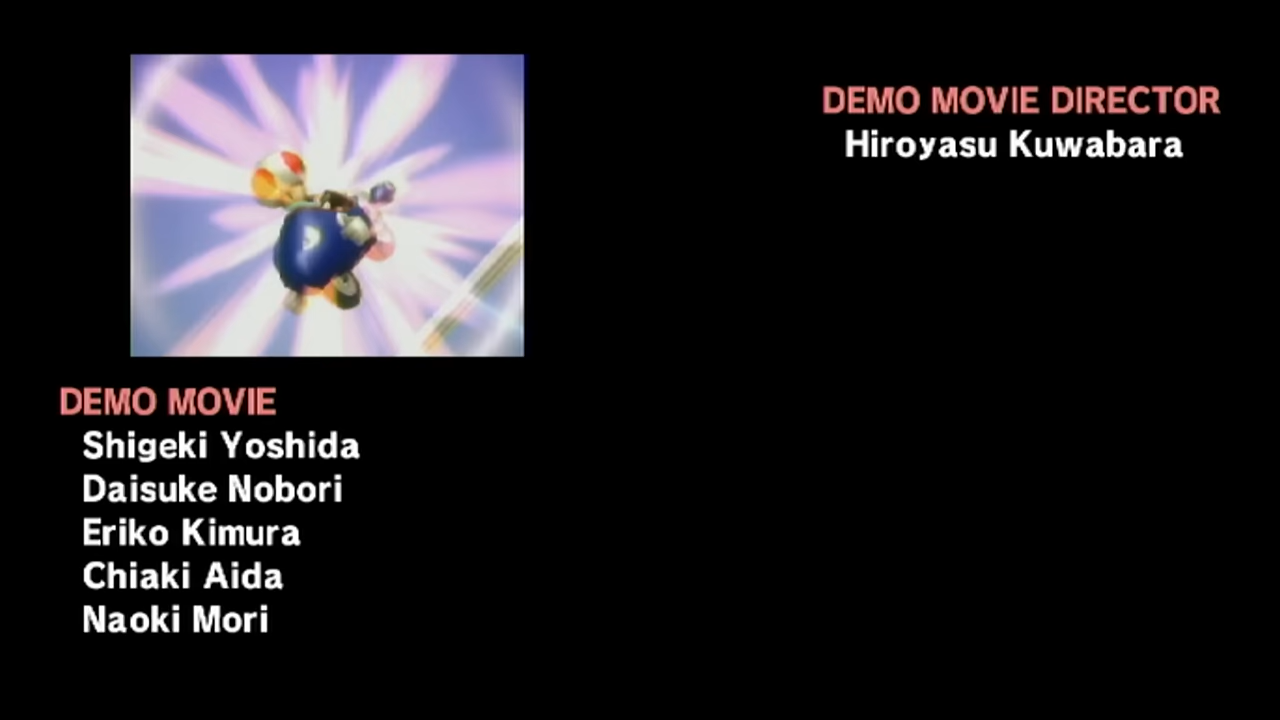 DEMO MOVIE DIRECTOR
Hiroyasu Kuwabara
DEMO MOVIE
Shigeki Yoshida
Daisuke Nobori
Eriko Kimura
Chiaki Aida
Naoki Mori